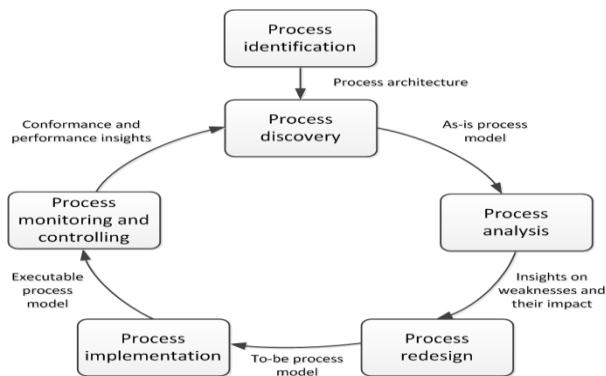 Process
identification
Process architecture
Process
discovery
Conformance and
performance insights
As-is process
model
Process
monitoring and
controlling
Process
analysis
Executable
process
model
Insights on
weaknesses and
their impact
Process
implementation
To-be process
model
Process
redesign